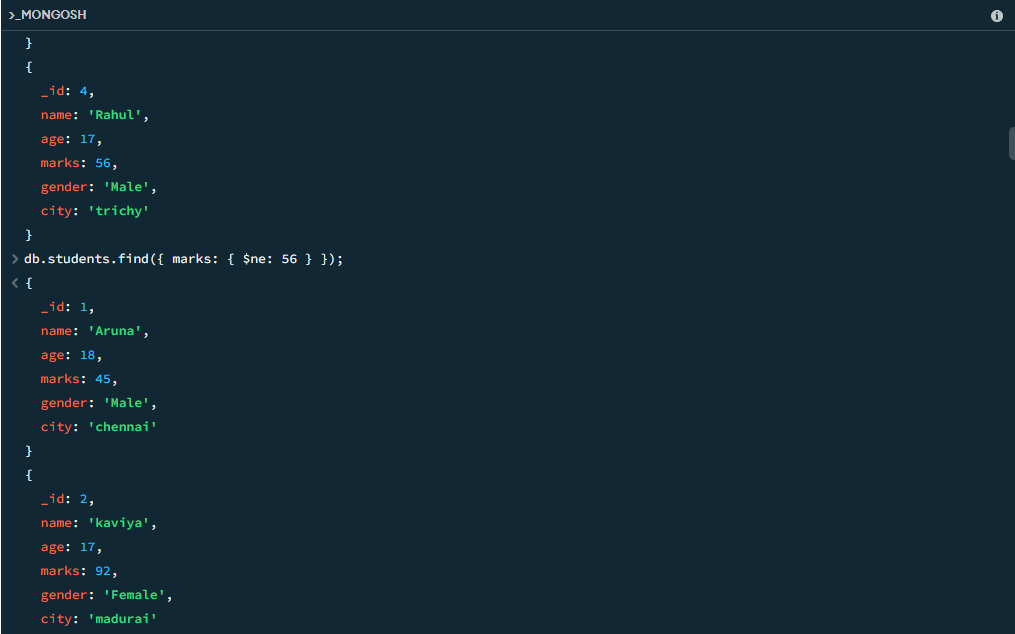 >_MONGOSH
}
{
_id: 4,
name: 'Rahul',
age: 17,
marks: 56,
gender: 'Male',
city: 'trichy'
}
> db.students.find({ marks: { $ne: 56 } });
< {
_id: 1,
name: 'Aruna',
age: 18,
marks: 45,
gender: 'Male',
city: 'chennai'
}
{
_id: 2,
name: 'kaviya',
age: 17,
marks: 92,
gender: 'Female',
city: 'madurai'